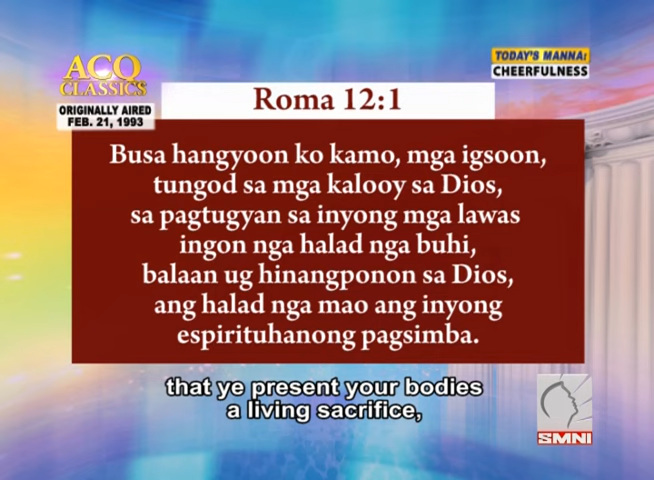 ACQ
CLASSICS
ORIGINALLY AIRED
FEB. 21, 1993
TODAY'S MANNA:
CHEERFULNESS
Roma 12:1
Busa hangyoon ko kamo, mga igsoon,
tungod sa mga kalooy sa Dios,
sa pagtugyan sa inyong mga lawas
ingon nga halad nga buhi,
balaan ug hinangponon sa Dios,
ang halad nga mao ang inyong
espirituhanong pagsimba.
that ye present your bodies
a living sacrifice,
SMNI